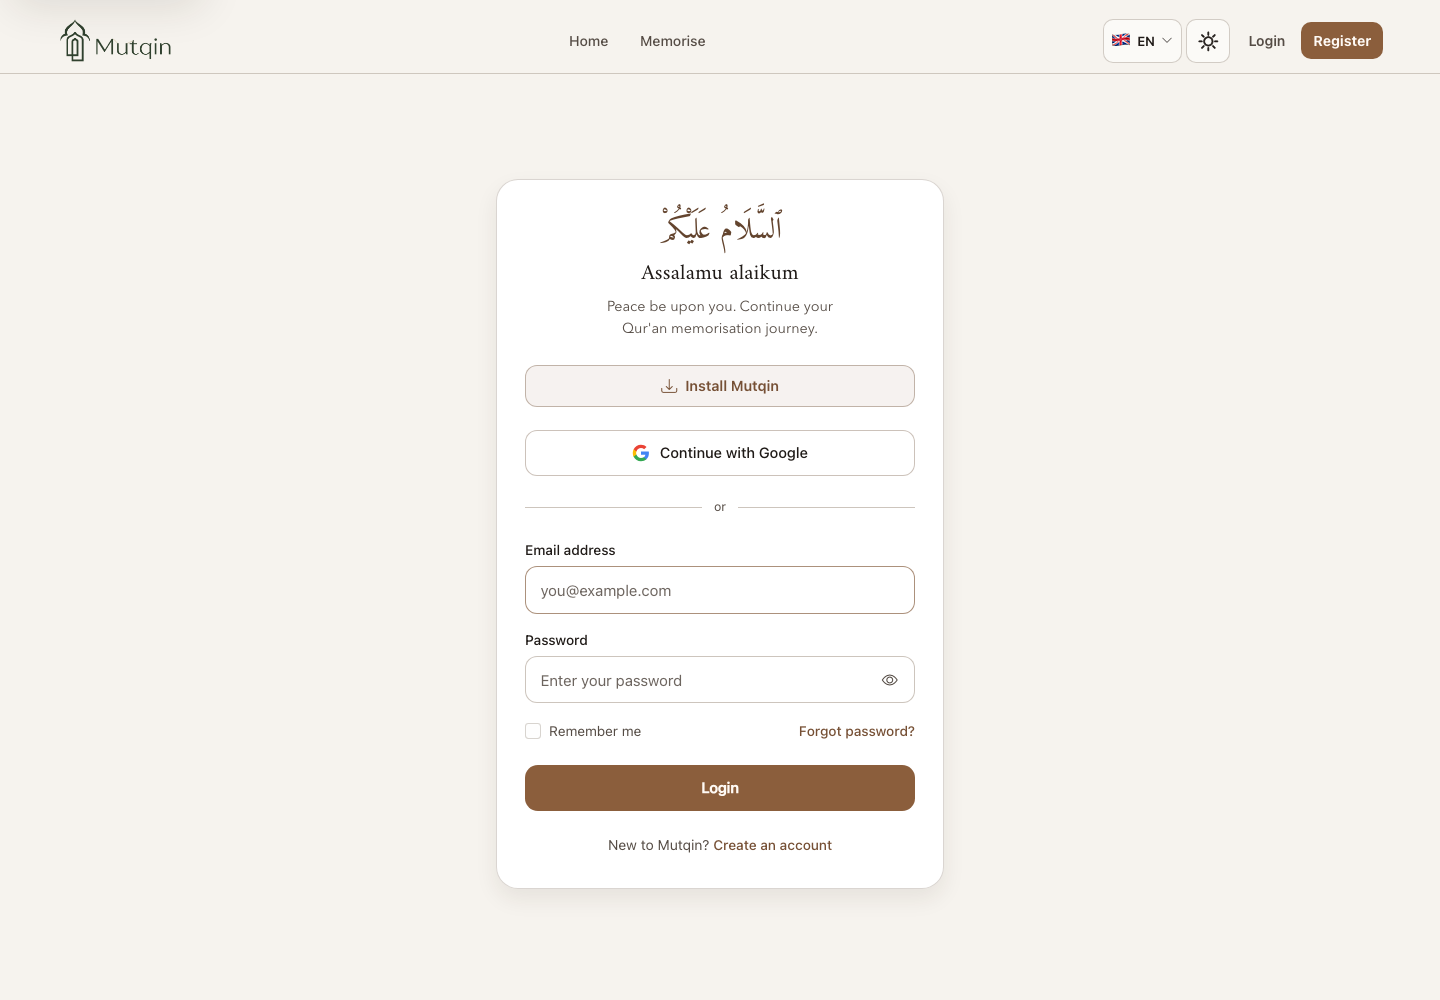 Mutqin
Home
Memorise
EN
Login
Register
ٱلسَّلَامُ عَلَيْكُمْ
Assalamu alaikum
Peace be upon you. Continue your
Qur'an memorisation journey.
Install Mutqin
Continue with Google
or
Email address
you@example.com
Password
Enter your password
Remember me
Forgot password?
Login
New to Mutqin? Create an account